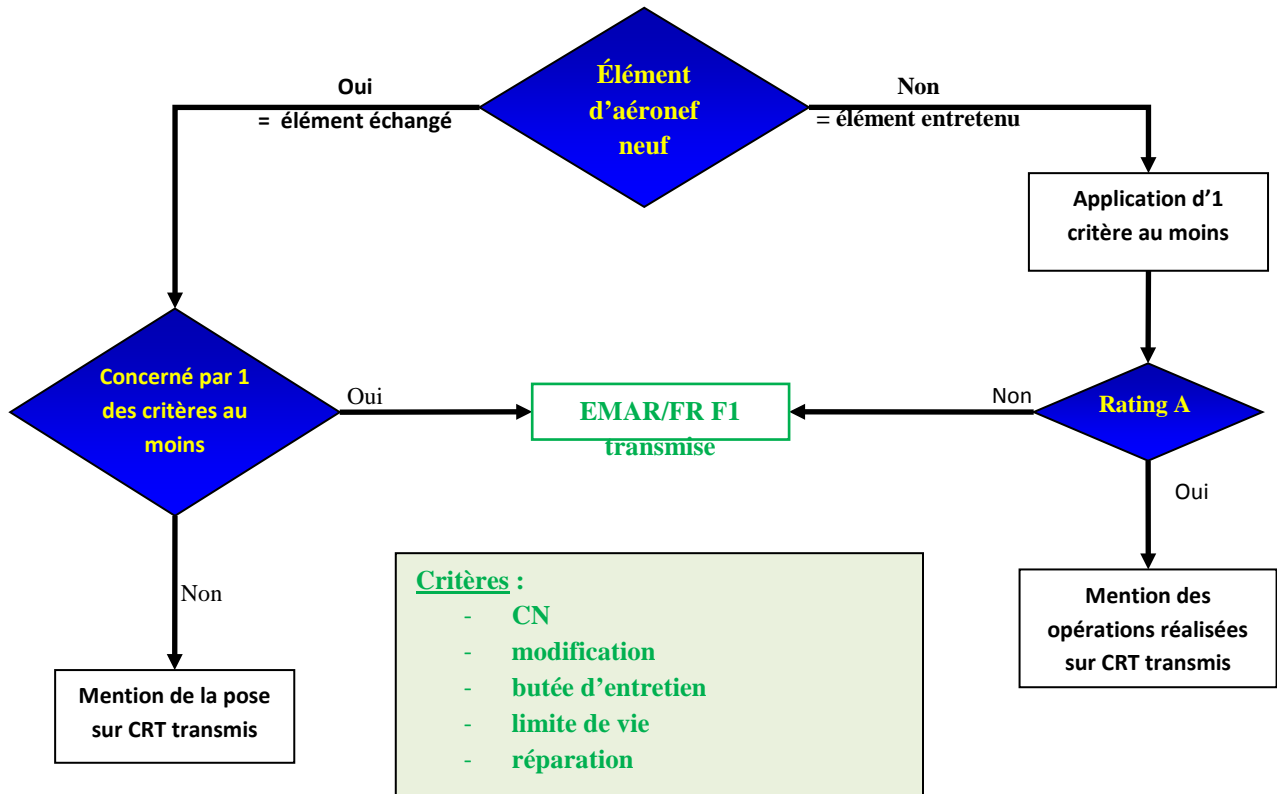 Élément
d'aéronef
neuf
Oui
= élément échangé
Non
= élément entretenu
Application d'1
critère au moins
Concerné par 1
des critères au
moins
Oui
EMAR/FR F1
transmise
Non
Rating A
Oui
Non
Critères :
- CN
- modification
- butée d'entretien
- limite de vie
- réparation
Mention des
opérations réalisées
sur CRT transmis
Mention de la pose
sur CRT transmis